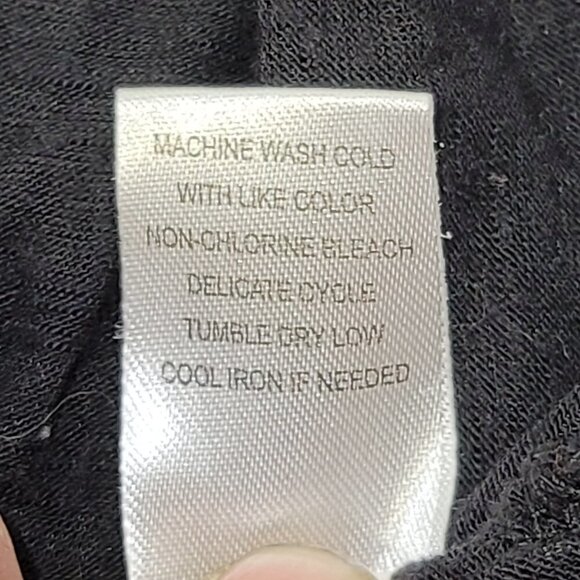 MACHINE WASH COLD
WITH LIKE COLOR
NON-CHLORINE BLEACH
DELICATE CYCLE
TUMBLE DRY LOW
COOL IRON IF NEEDED